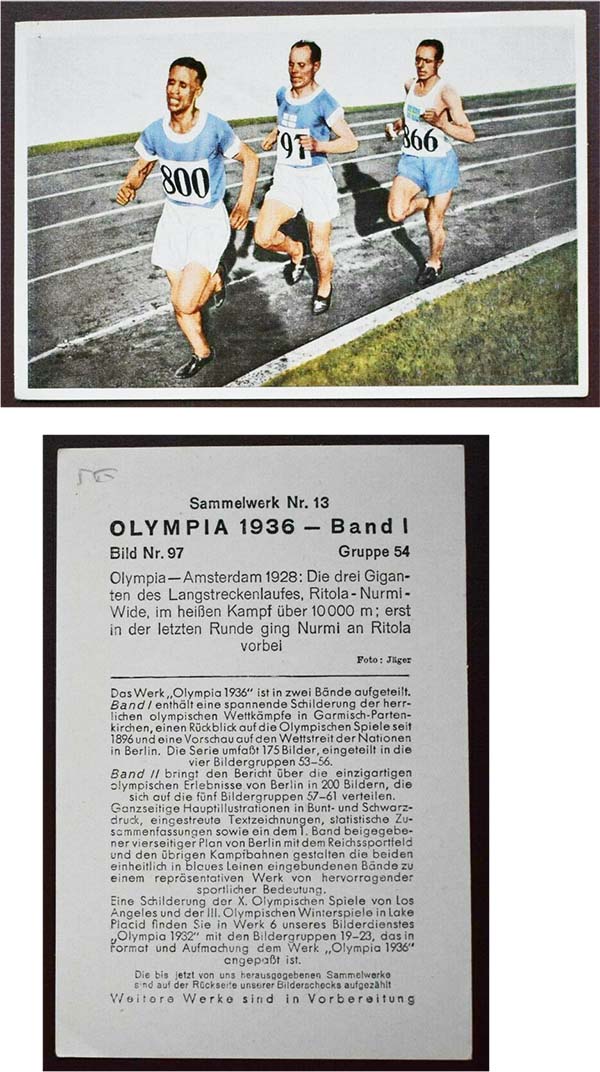 800
97
866
Sammelwerk Nr. 13
OLYMPIA 1936 — Band I
Bild Nr. 97 Gruppe 54
Olympia—Amsterdam 1928: Die drei Gigan-
ten des Langstreckenlaufes, Ritola-Nurmi-
Wide, im heißen Kampf über 10000 m; erst
in der letzten Runde ging Nurmi an Ritola
vorbei
Foto: Jäger
Das Werk „Olympia 1936" ist in zwei Bände aufgeteilt.
Band I enthält eine spannende Schilderung der herr-
lichen olympischen Wettkämpfe in Garmisch-Parten-
kirchen, einen Rückblick auf die Olympischen Spiele seit
1896 und eine Vorschau auf den Wettstreit der Nationen
in Berlin. Die Serie umfaßt 175 Bilder, eingeteilt in die
vier Bildergruppen 53–56.
Band II bringt den Bericht über die einzigartigen
olympischen Erlebnisse von Berlin in 200 Bildern, die
sich auf die fünf Bildergruppen 57–61 verteilen.
Ganzseitige Hauptillustrationen in Bunt- und Schwarz-
druck, eingestreute Textzeichnungen, statistische Zu-
sammenfassungen sowie ein dem I. Band beigegebe-
ner vierseitiger Plan von Berlin mit dem Reichssportfeld
und den übrigen Kampfbahnen gestalten die beiden
einheitlich in blaues Leinen eingebundenen Bände zu
einem repräsentativen Werk von hervorragender
sportlicher Bedeutung.
Eine Schilderung der X. Olympischen Spiele von Los
Angeles und der III. Olympischen Winterspiele in Lake
Placid finden Sie in Werk 6 unseres Bilderdienstes
„Olympia 1932" mit den Bildergruppen 19–23, das in
Format und Aufmachung dem Werk „Olympia 1936"
angepaßt ist.
Die bis jetzt von uns herausgegebenen Sammelwerke
sind auf der Rückseite unserer Bilderschecks aufgezählt
Weitere Werke sind in Vorbereitung